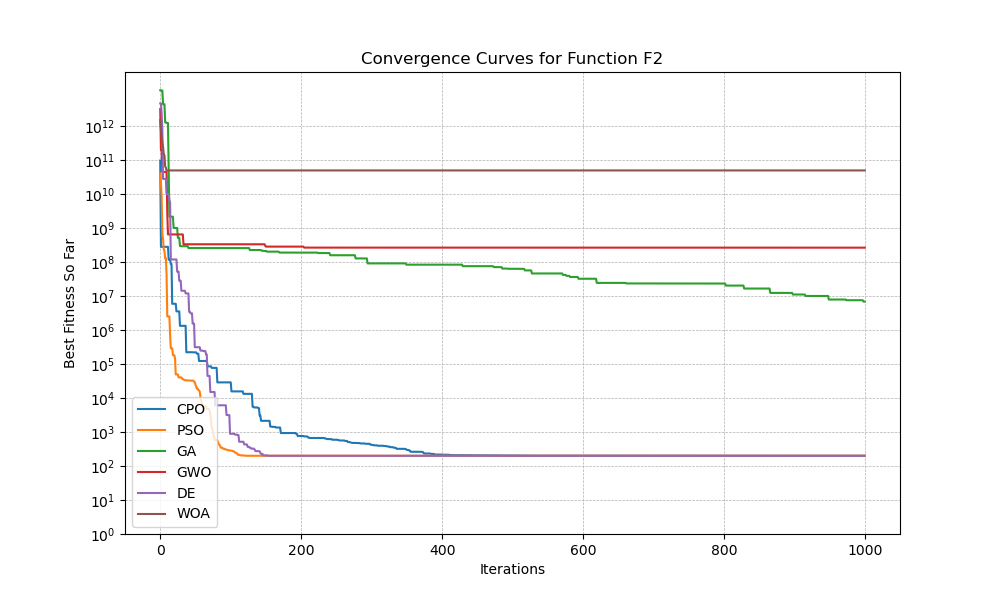 Convergence Curves for Function F2
Best Fitness So Far
10^12
10^11
10^10
10^9
10^8
10^7
10^6
10^5
10^4
10^3
10^2
10^1
10^0
CPO
PSO
GA
GWO
DE
WOA
0 200 400 600 800 1000
Iterations